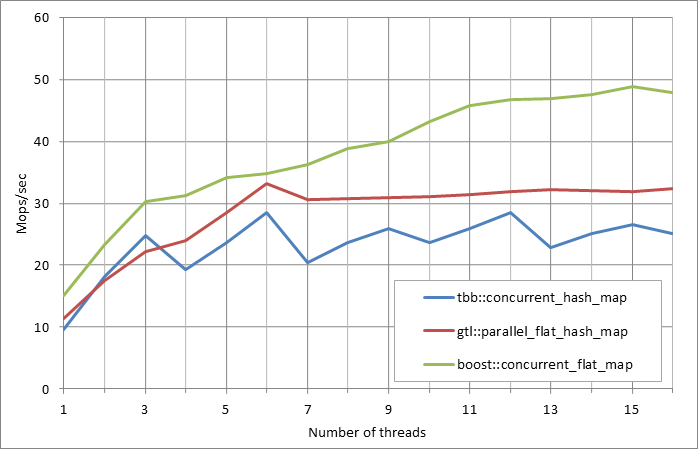 60
50
40
30
20
10
0
Mops/sec
tbb::concurrent_hash_map
gtl::parallel_flat_hash_map
boost::concurrent_flat_map
1 3 5 7 9 11 13 15
Number of threads